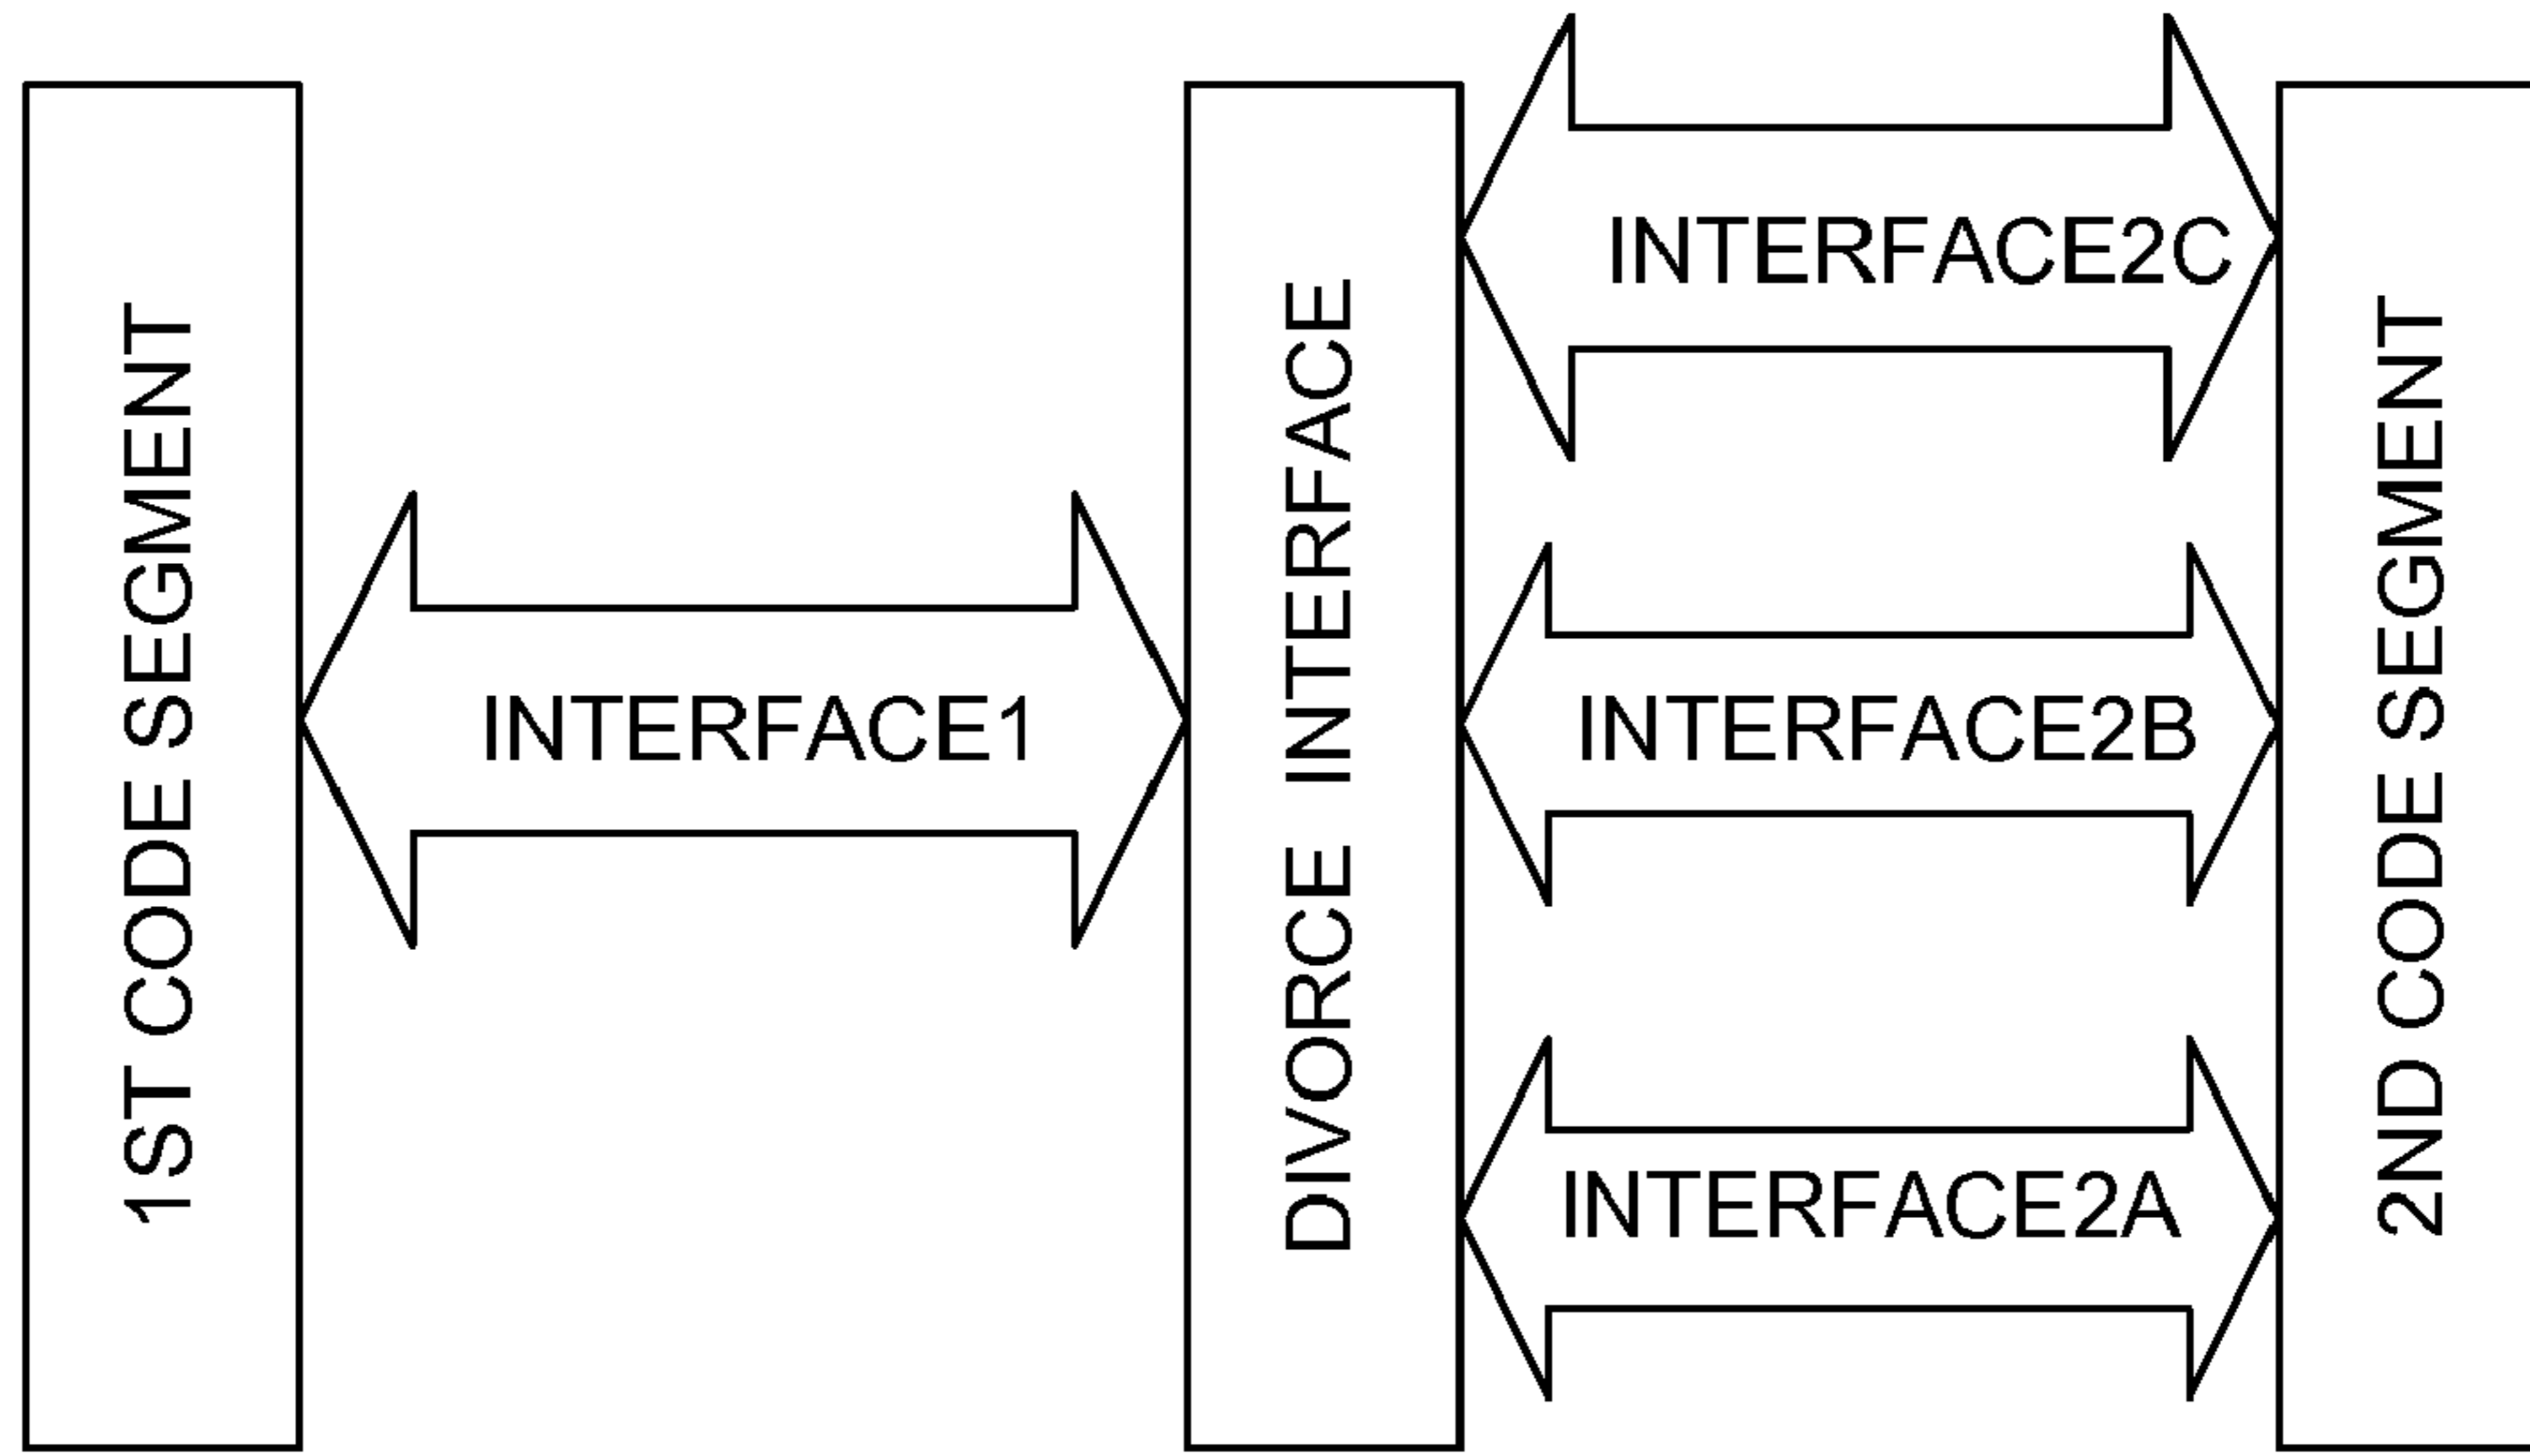 1ST CODE SEGMENT
INTERFACE1
DIVORCE INTERFACE
INTERFACE2C
INTERFACE2B
INTERFACE2A
2ND CODE SEGMENT